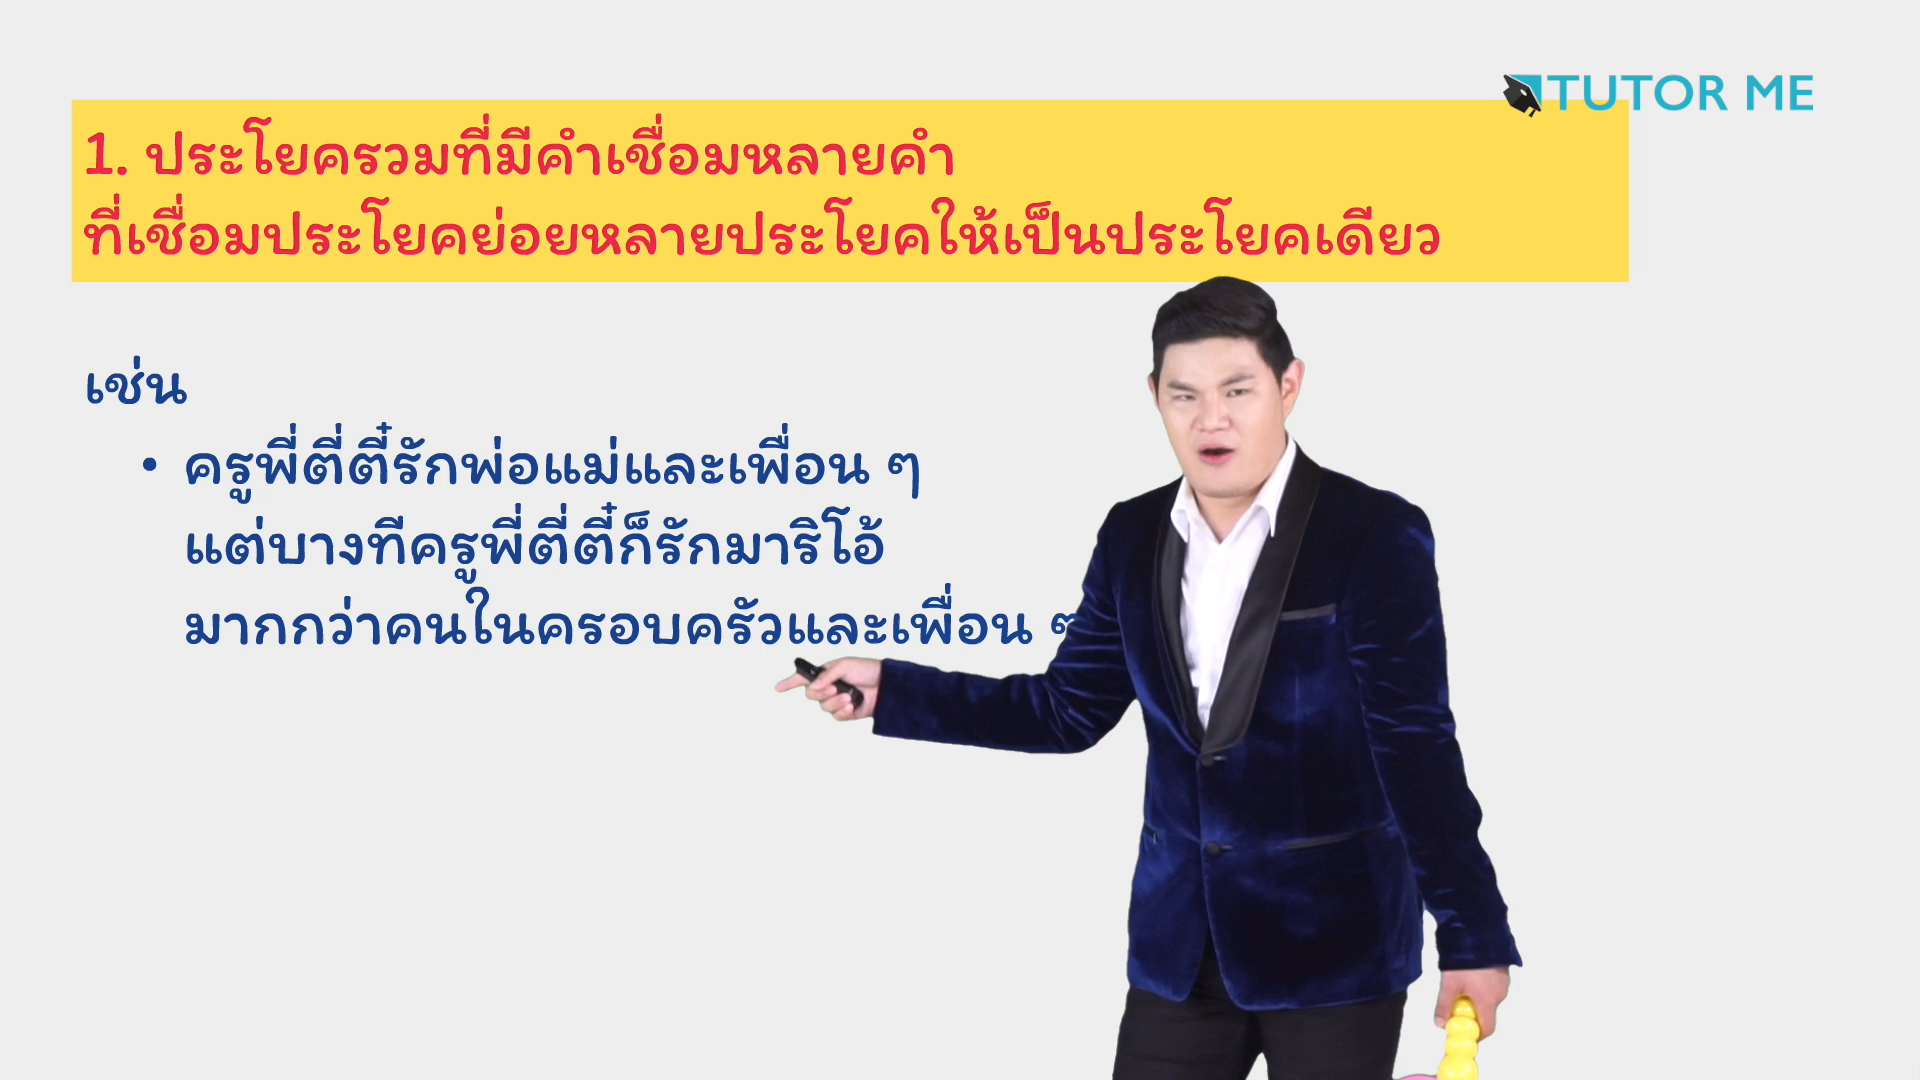 TUTOR ME
1. ประโยครวมที่มีคำเชื่อมหลายคำ
ที่เชื่อมประโยคย่อยหลายประโยคให้เป็นประโยคเดียว
เช่น
• ครูพี่ตี่ตี๋รักพ่อแม่และเพื่อน ๆ
แต่บางทีครูพี่ตี่ตี๋ก็รักมาริโอ้
มากกว่าคนในครอบครัวและเพื่อน ๆ